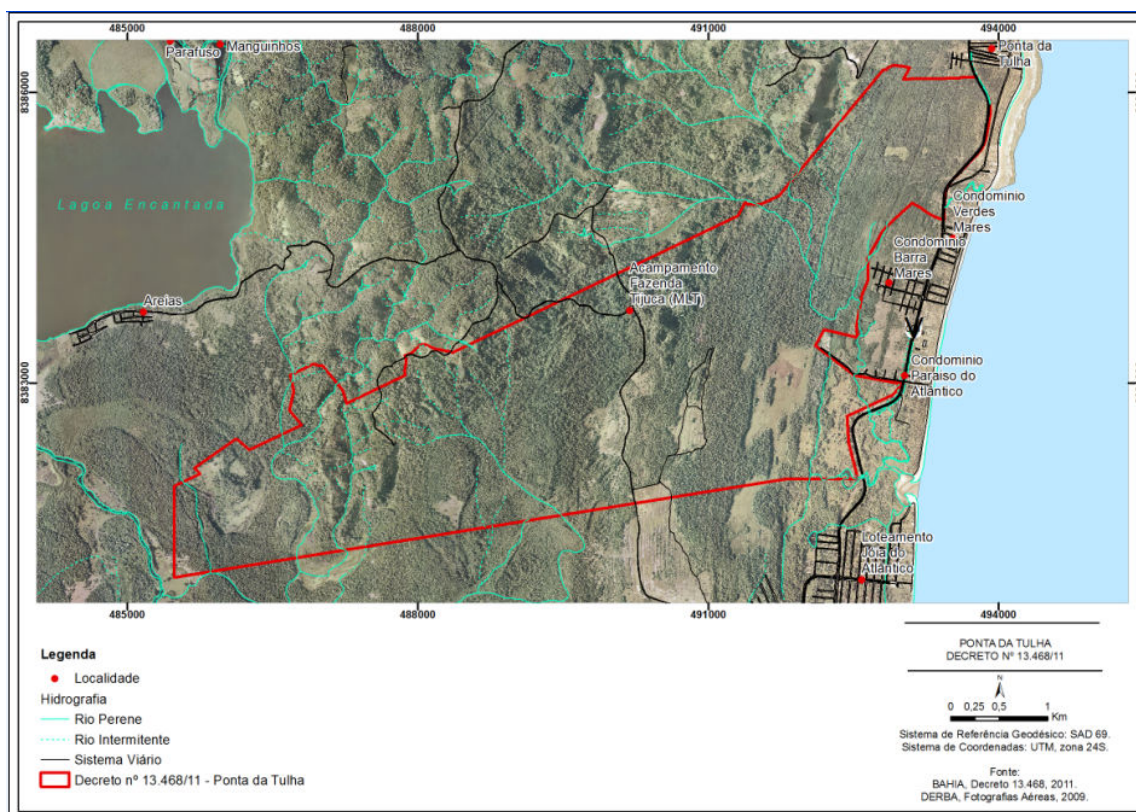 485000
488000
491000
494000
Parafuso
Manguinhos
Ponta da
Tulha
8386000
Lagoa Encantada
Condominio
Verdes
Mares
Condominio
Barra
Mares
Acampamento
Fazenda
Tijuca (MLT)
Areias
Condominio
Paraiso do
Atlântico
8383000
Loteamento
Jóia do
Atlântico
485000
488000
491000
494000
Legenda
Localidade
Hidrografia
Rio Perene
Rio Intermitente
Sistema Viário
Decreto nº 13.468/11 - Ponta da Tulha
PONTA DA TULHA
DECRETO Nº 13.468/11
N
0 0,25 0,5 1
Km
Sistema de Referência Geodésico: SAD 69.
Sistema de Coordenadas: UTM, zona 24S.
Fonte:
BAHIA, Decreto 13.468, 2011.
DERBA, Fotografias Aéreas, 2009.